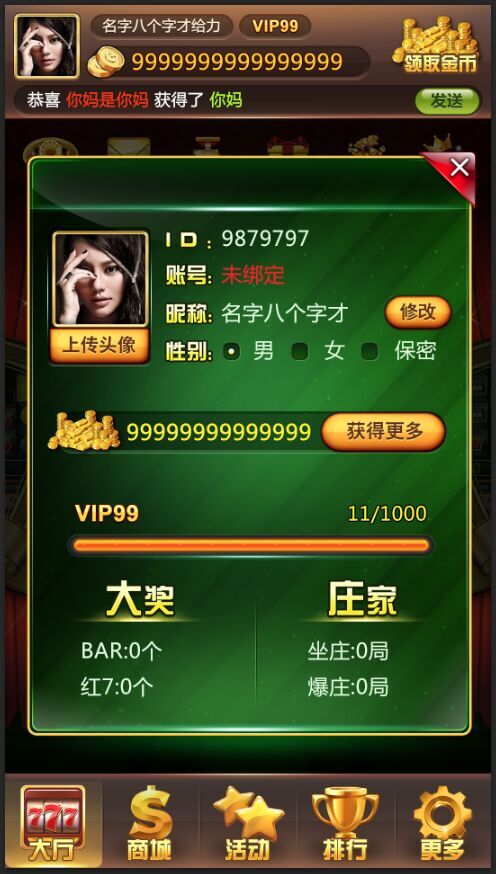 名字八个字才给力 VIP99
9999999999999999
领取金币
恭喜 你妈是你妈 获得了 你妈 发送
ID：9879797
账号：未绑定
昵称：名字八个字才 修改
上传头像
性别： 男 女 保密
99999999999999 获得更多
VIP99 11/1000
大奖 庄家
BAR:0个 坐庄:0局
红7:0个 爆庄:0局
777
大厅 商城 活动 排行 更多